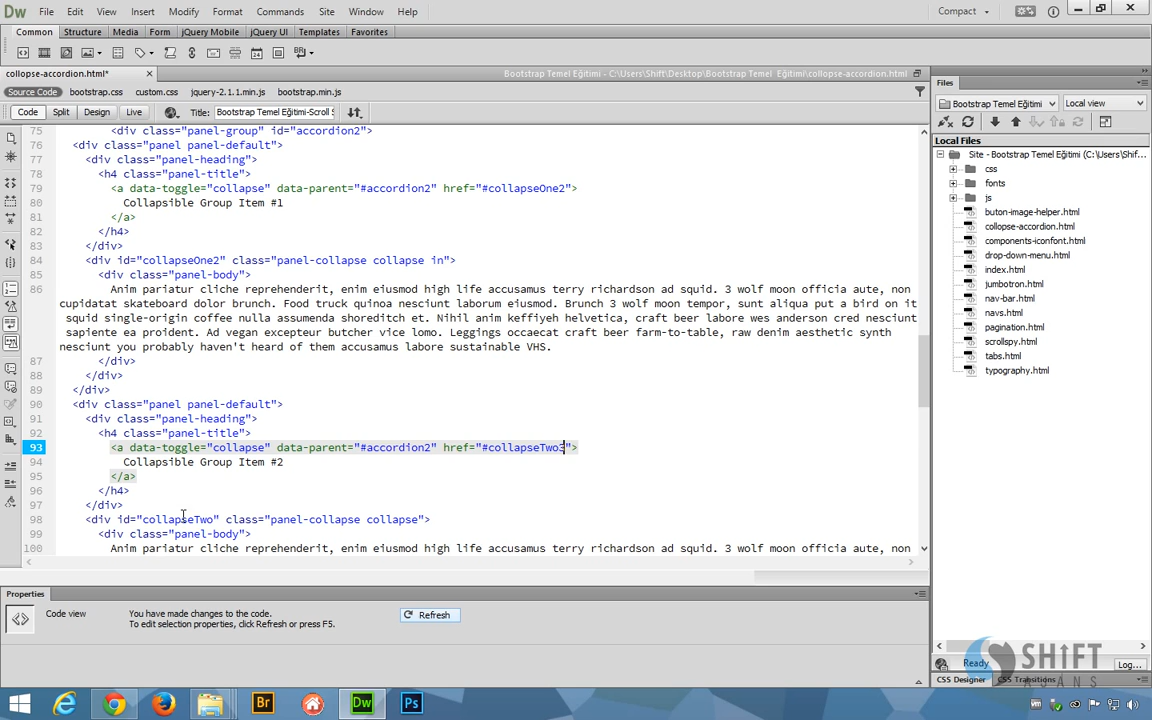 Dw File Edit View Insert Modify Format Commands Site Window Help Compact
Common Structure Media Form jQuery Mobile jQuery UI Templates Favorites
collopse-accordion.html* Bootstrap Temel Eğitimi - C:\Users\Shift\Desktop\Bootstrap Temel Eğitimi\collopse-accordion.html
Files
Source Code bootstrap.css custom.css jquery-2.1.1.min.js bootstrap.min.js
Bootstrap Temel Eğitimi Local view
Code Split Design Live Title: Bootstrap Temel Eğitimi-Scroll S
Local Files
75 <div class="panel-group" id="accordion2">
76 <div class="panel panel-default">
77 <div class="panel-heading">
78 <h4 class="panel-title">
79 <a data-toggle="collapse" data-parent="#accordion2" href="#collapseOne2">
80 Collapsible Group Item #1
81 </a>
82 </h4>
83 </div>
84 <div id="collapseOne2" class="panel-collapse collapse in">
85 <div class="panel-body">
86 Anim pariatur cliche reprehenderit, enim eiusmod high life accusamus terry richardson ad squid. 3 wolf moon officia aute, non
cupidatat skateboard dolor brunch. Food truck quinoa nesciunt laborum eiusmod. Brunch 3 wolf moon tempor, sunt aliqua put a bird on it
squid single-origin coffee nulla assumenda shoreditch et. Nihil anim keffiyeh helvetica, craft beer labore wes anderson cred nesciunt
sapiente ea proident. Ad vegan excepteur butcher vice lomo. Leggings occaecat craft beer farm-to-table, raw denim aesthetic synth
nesciunt you probably haven't heard of them accusamus labore sustainable VHS.
87 </div>
88 </div>
89 </div>
90 <div class="panel panel-default">
91 <div class="panel-heading">
92 <h4 class="panel-title">
93 <a data-toggle="collapse" data-parent="#accordion2" href="#collapseTwo3">
94 Collapsible Group Item #2
95 </a>
96 </h4>
97 </div>
98 <div id="collapseTwo" class="panel-collapse collapse">
99 <div class="panel-body">
100 Anim pariatur cliche reprehenderit, enim eiusmod high life accusamus terry richardson ad squid. 3 wolf moon officia aute, non
Site - Bootstrap Temel Eğitimi (C:\Users\Shif...
css
fonts
js
buton-image-helper.html
collopse-accordion.html
components-iconfont.html
drop-down-menu.html
index.html
jumbotron.html
nav-bar.html
navs.html
pagination.html
scrollspy.html
tabs.html
typography.html
Properties
Code view You have made changes to the code.
To edit selection properties, click Refresh or press F5.
Refresh
Ready Log...
SHIFT
AJANS
CSS Designer CSS Transitions
Br Dw Ps